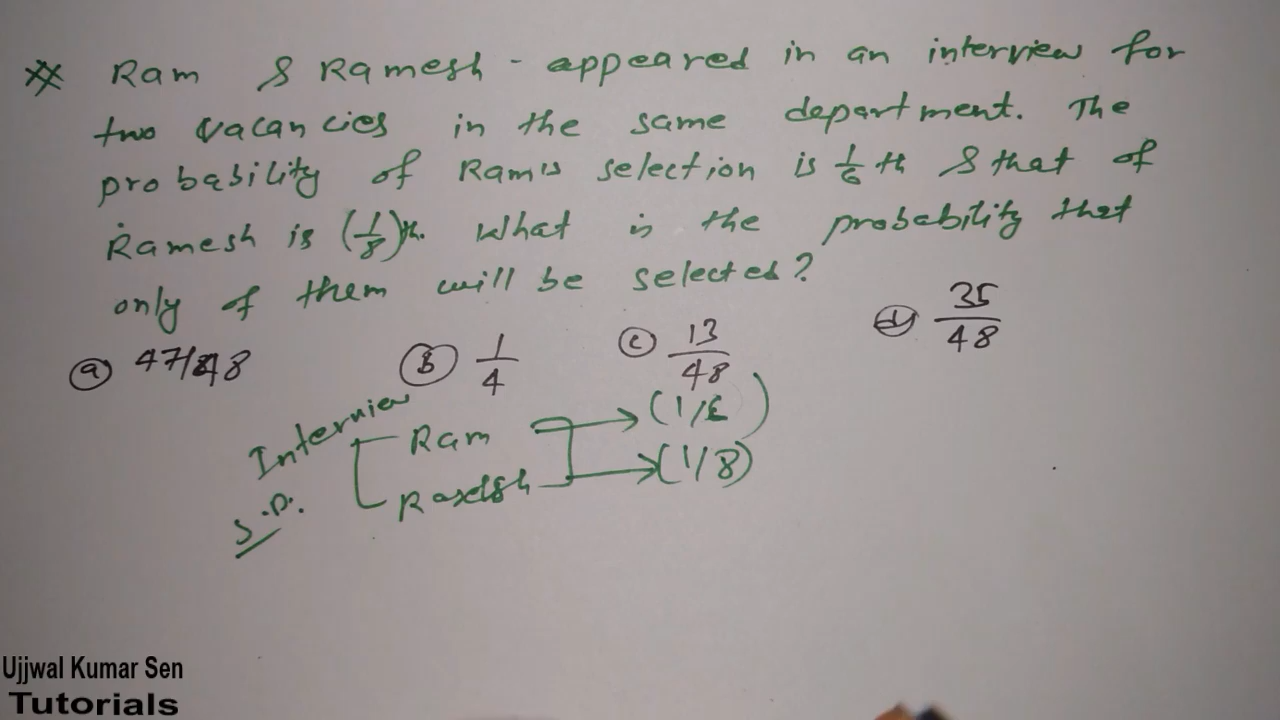 Ram & Ramesh - appeared in an interview for
two vacancies in the same department. The
probability of Ram's selection is 1/6 th & that of
Ramesh is (1/8)th. What is the probability that
only of them will be selected?
(a) 47/48 (b) 1/4 (c) 13/48 (d) 35/48
Interview
Ram → (1/6)
→ (1/8)
S.D.
Ujjwal Kumar Sen
Tutorials